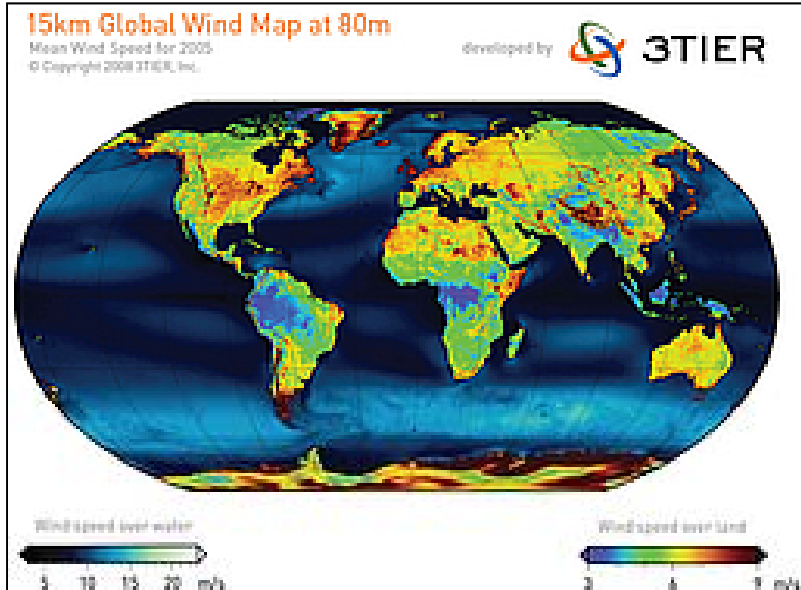 15km Global Wind Map at 80m
Mean Wind Speed for 2005
© Copyright 2008 3TIER, Inc.
developed by 3TIER
Wind speed over water
5 10 15 20 m/s
Wind speed over land
3 6 9 m/s